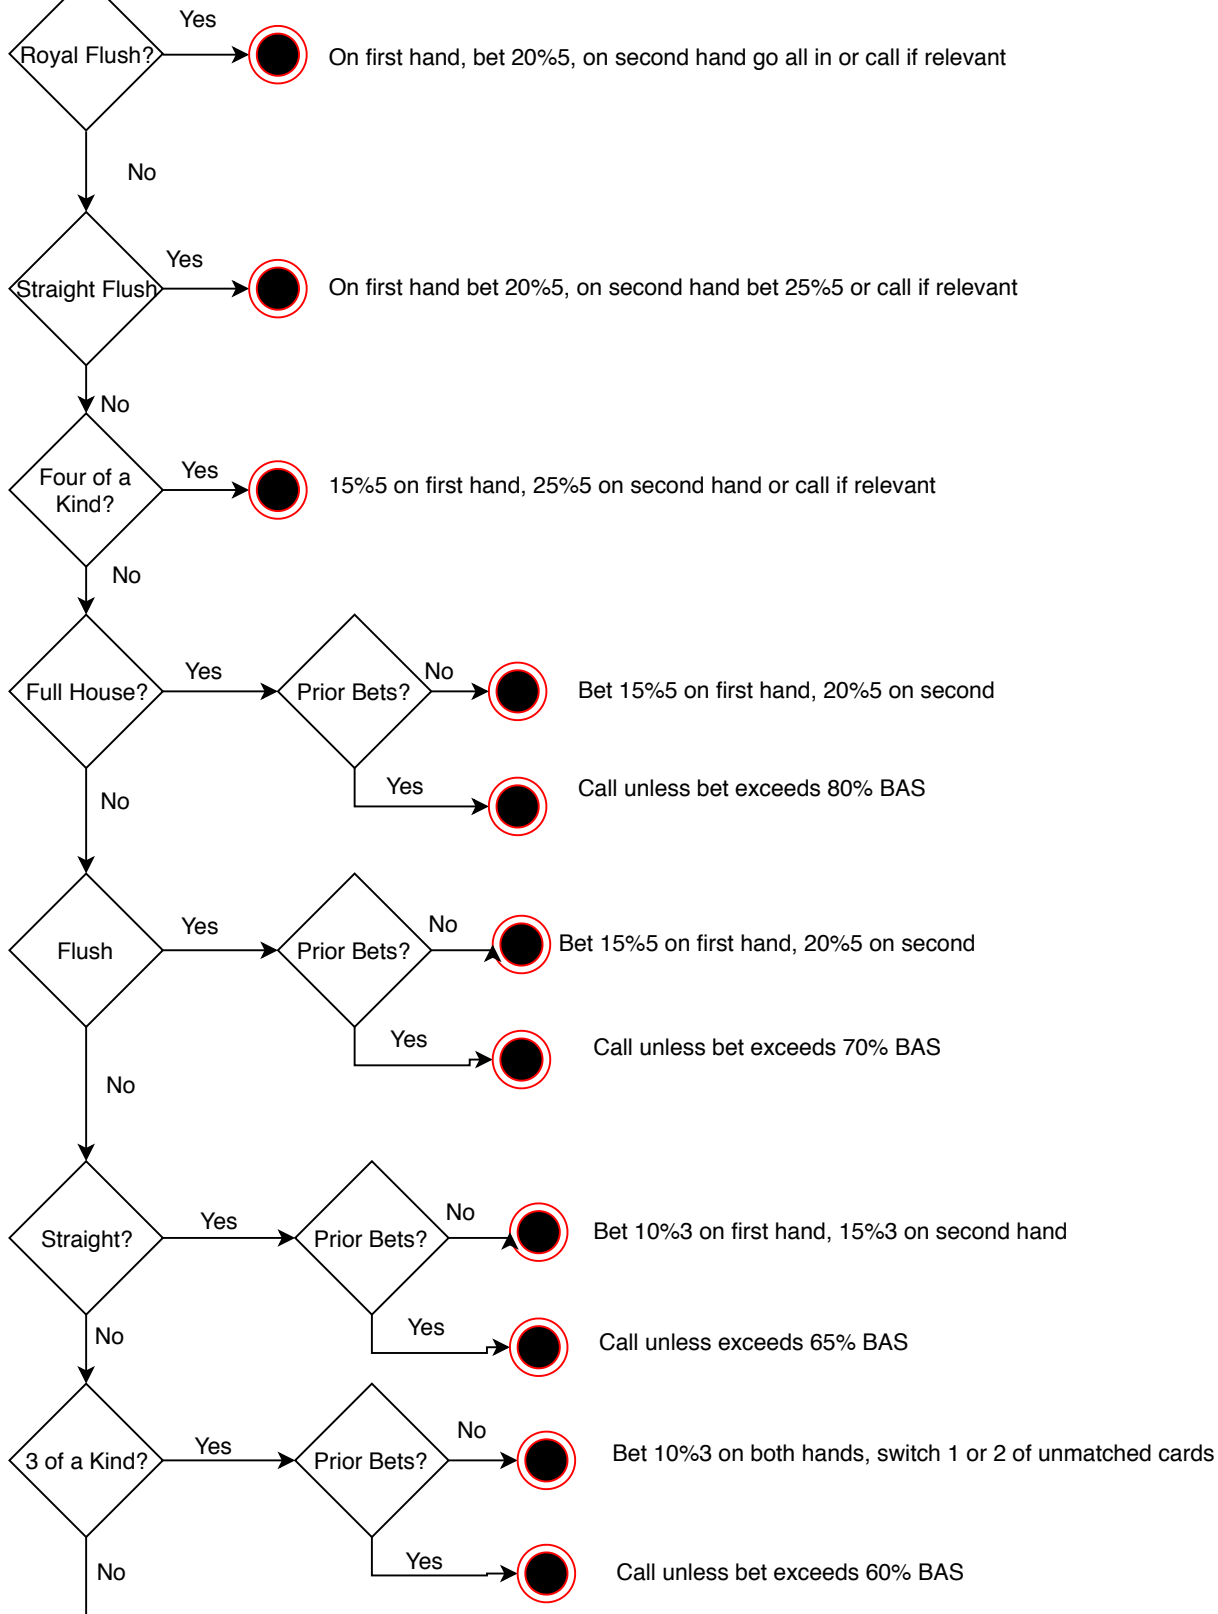 Yes
Royal Flush?
On first hand, bet 20%5, on second hand go all in or call if relevant
No
Yes
Straight Flush
On first hand bet 20%5, on second hand bet 25%5 or call if relevant
No
Four of a
Kind?
Yes
15%5 on first hand, 25%5 on second hand or call if relevant
No
Full House?
Yes
Prior Bets?
No
Bet 15%5 on first hand, 20%5 on second
Yes
Call unless bet exceeds 80% BAS
No
Flush
Yes
Prior Bets?
No
Bet 15%5 on first hand, 20%5 on second
Yes
Call unless bet exceeds 70% BAS
No
Straight?
Yes
Prior Bets?
No
Bet 10%3 on first hand, 15%3 on second hand
Yes
Call unless exceeds 65% BAS
No
3 of a Kind?
Yes
Prior Bets?
No
Bet 10%3 on both hands, switch 1 or 2 of unmatched cards
Yes
Call unless bet exceeds 60% BAS
No